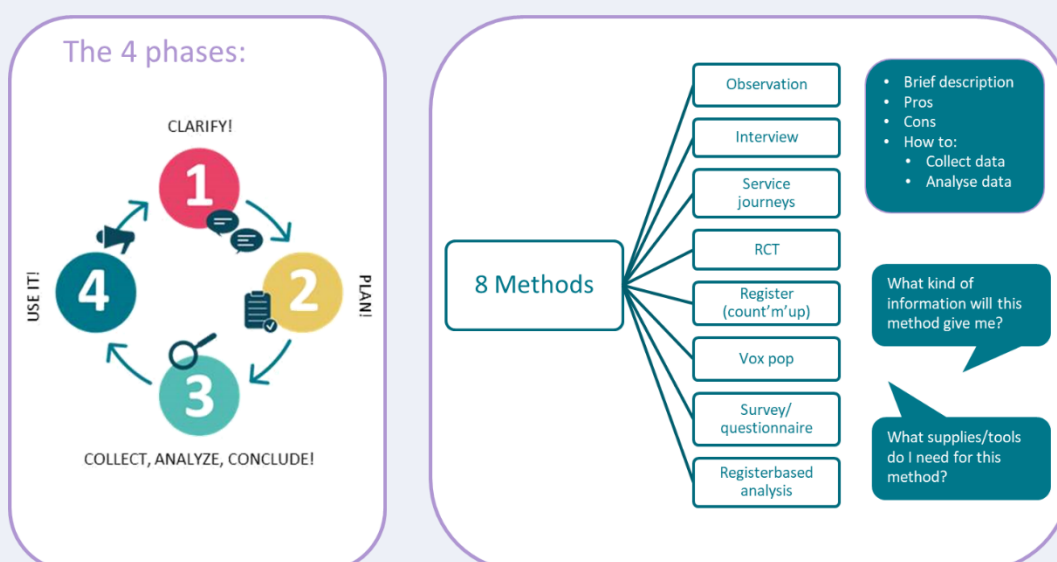 The 4 phases:
CLARIFY!
1
2
PLAN!
3
COLLECT, ANALYZE, CONCLUDE!
4
USE IT!
8 Methods
Observation
Interview
Service
journeys
RCT
Register
(count'm'up)
Vox pop
Survey/
questionnaire
Registerbased
analysis
• Brief description
• Pros
• Cons
• How to:
• Collect data
• Analyse data
What kind of
information will this
method give me?
What supplies/tools
do I need for this
method?